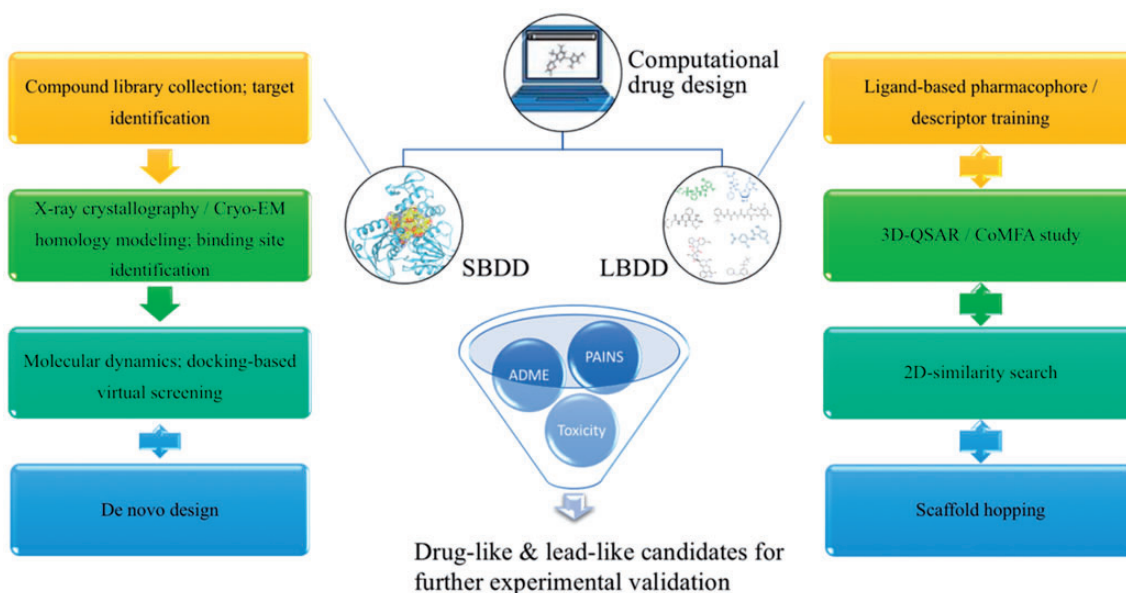 Computational
drug design
Compound library collection; target
identification
X-ray crystallography / Cryo-EM
homology modeling; binding site
identification
Molecular dynamics; docking-based
virtual screening
De novo design
SBDD
LBDD
PAINS
ADME
Toxicity
Drug-like & lead-like candidates for
further experimental validation
Ligand-based pharmacophore /
descriptor training
3D-QSAR / CoMFA study
2D-similarity search
Scaffold hopping